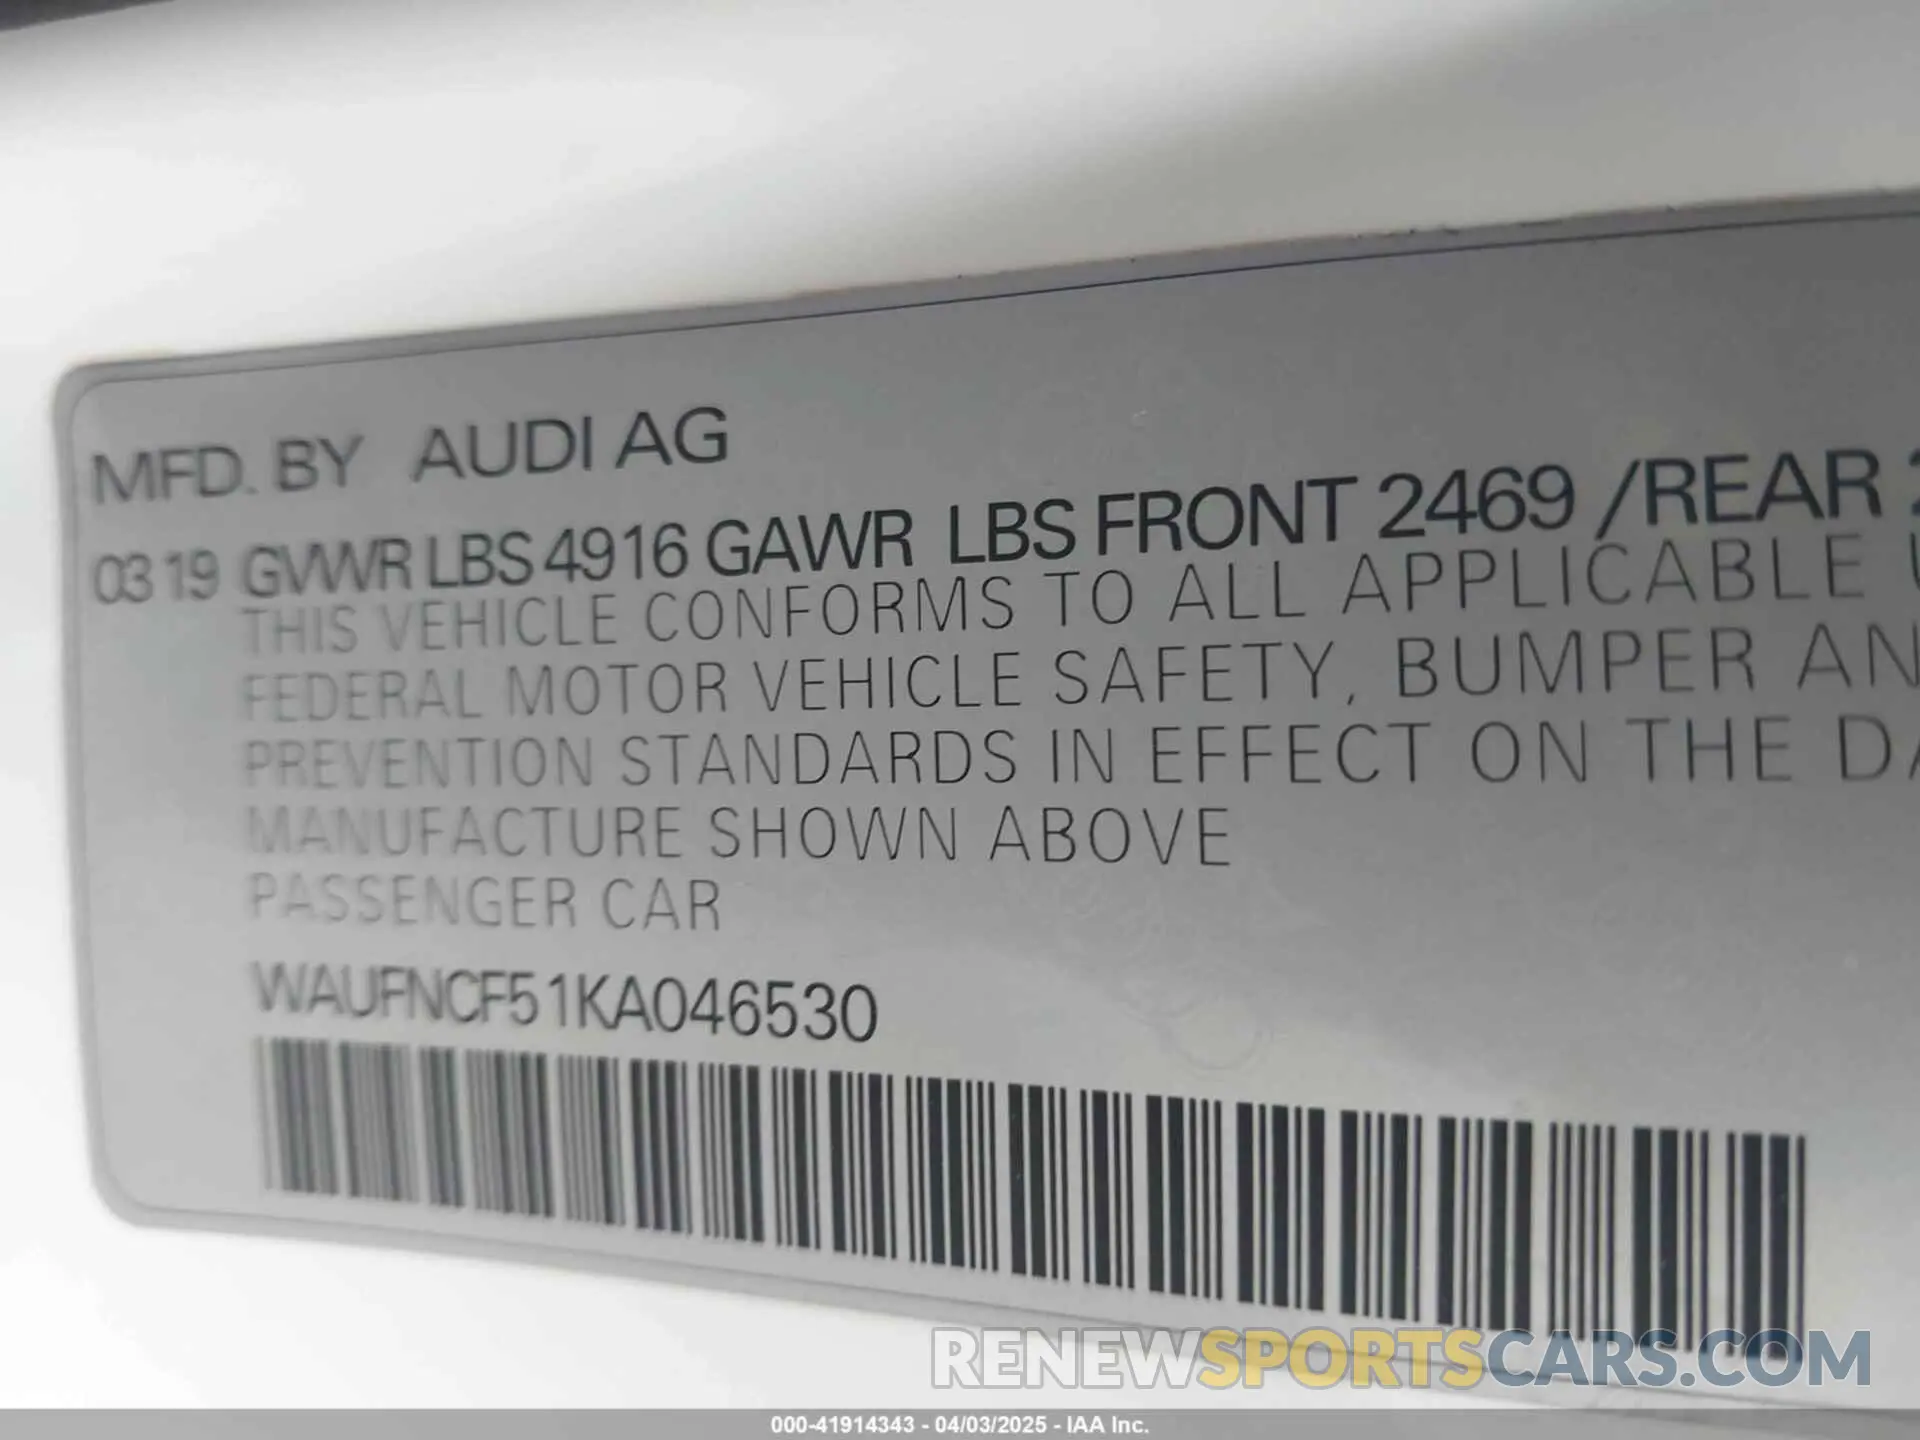 MFD. BY AUDI AG
03 19 GVWR LBS 4916 GAWR LBS FRONT 2469 /REAR
THIS VEHICLE CONFORMS TO ALL APPLICABLE
FEDERAL MOTOR VEHICLE SAFETY, BUMPER AN
PREVENTION STANDARDS IN EFFECT ON THE DA
MANUFACTURE SHOWN ABOVE
PASSENGER CAR
WAUFNCF51KA046530
RENEWSPORTSCARS.COM
000-41914343 - 04/03/2025 - IAA Inc.